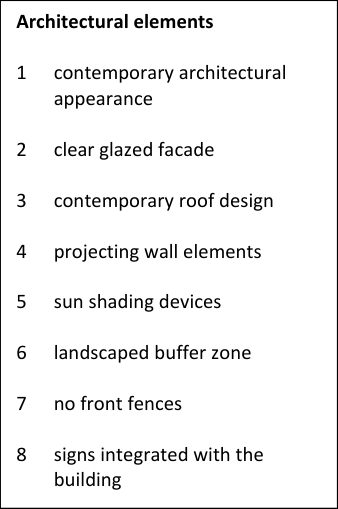 Architectural elements
1 contemporary architectural
appearance
2 clear glazed facade
3 contemporary roof design
4 projecting wall elements
5 sun shading devices
6 landscaped buffer zone
7 no front fences
8 signs integrated with the
building